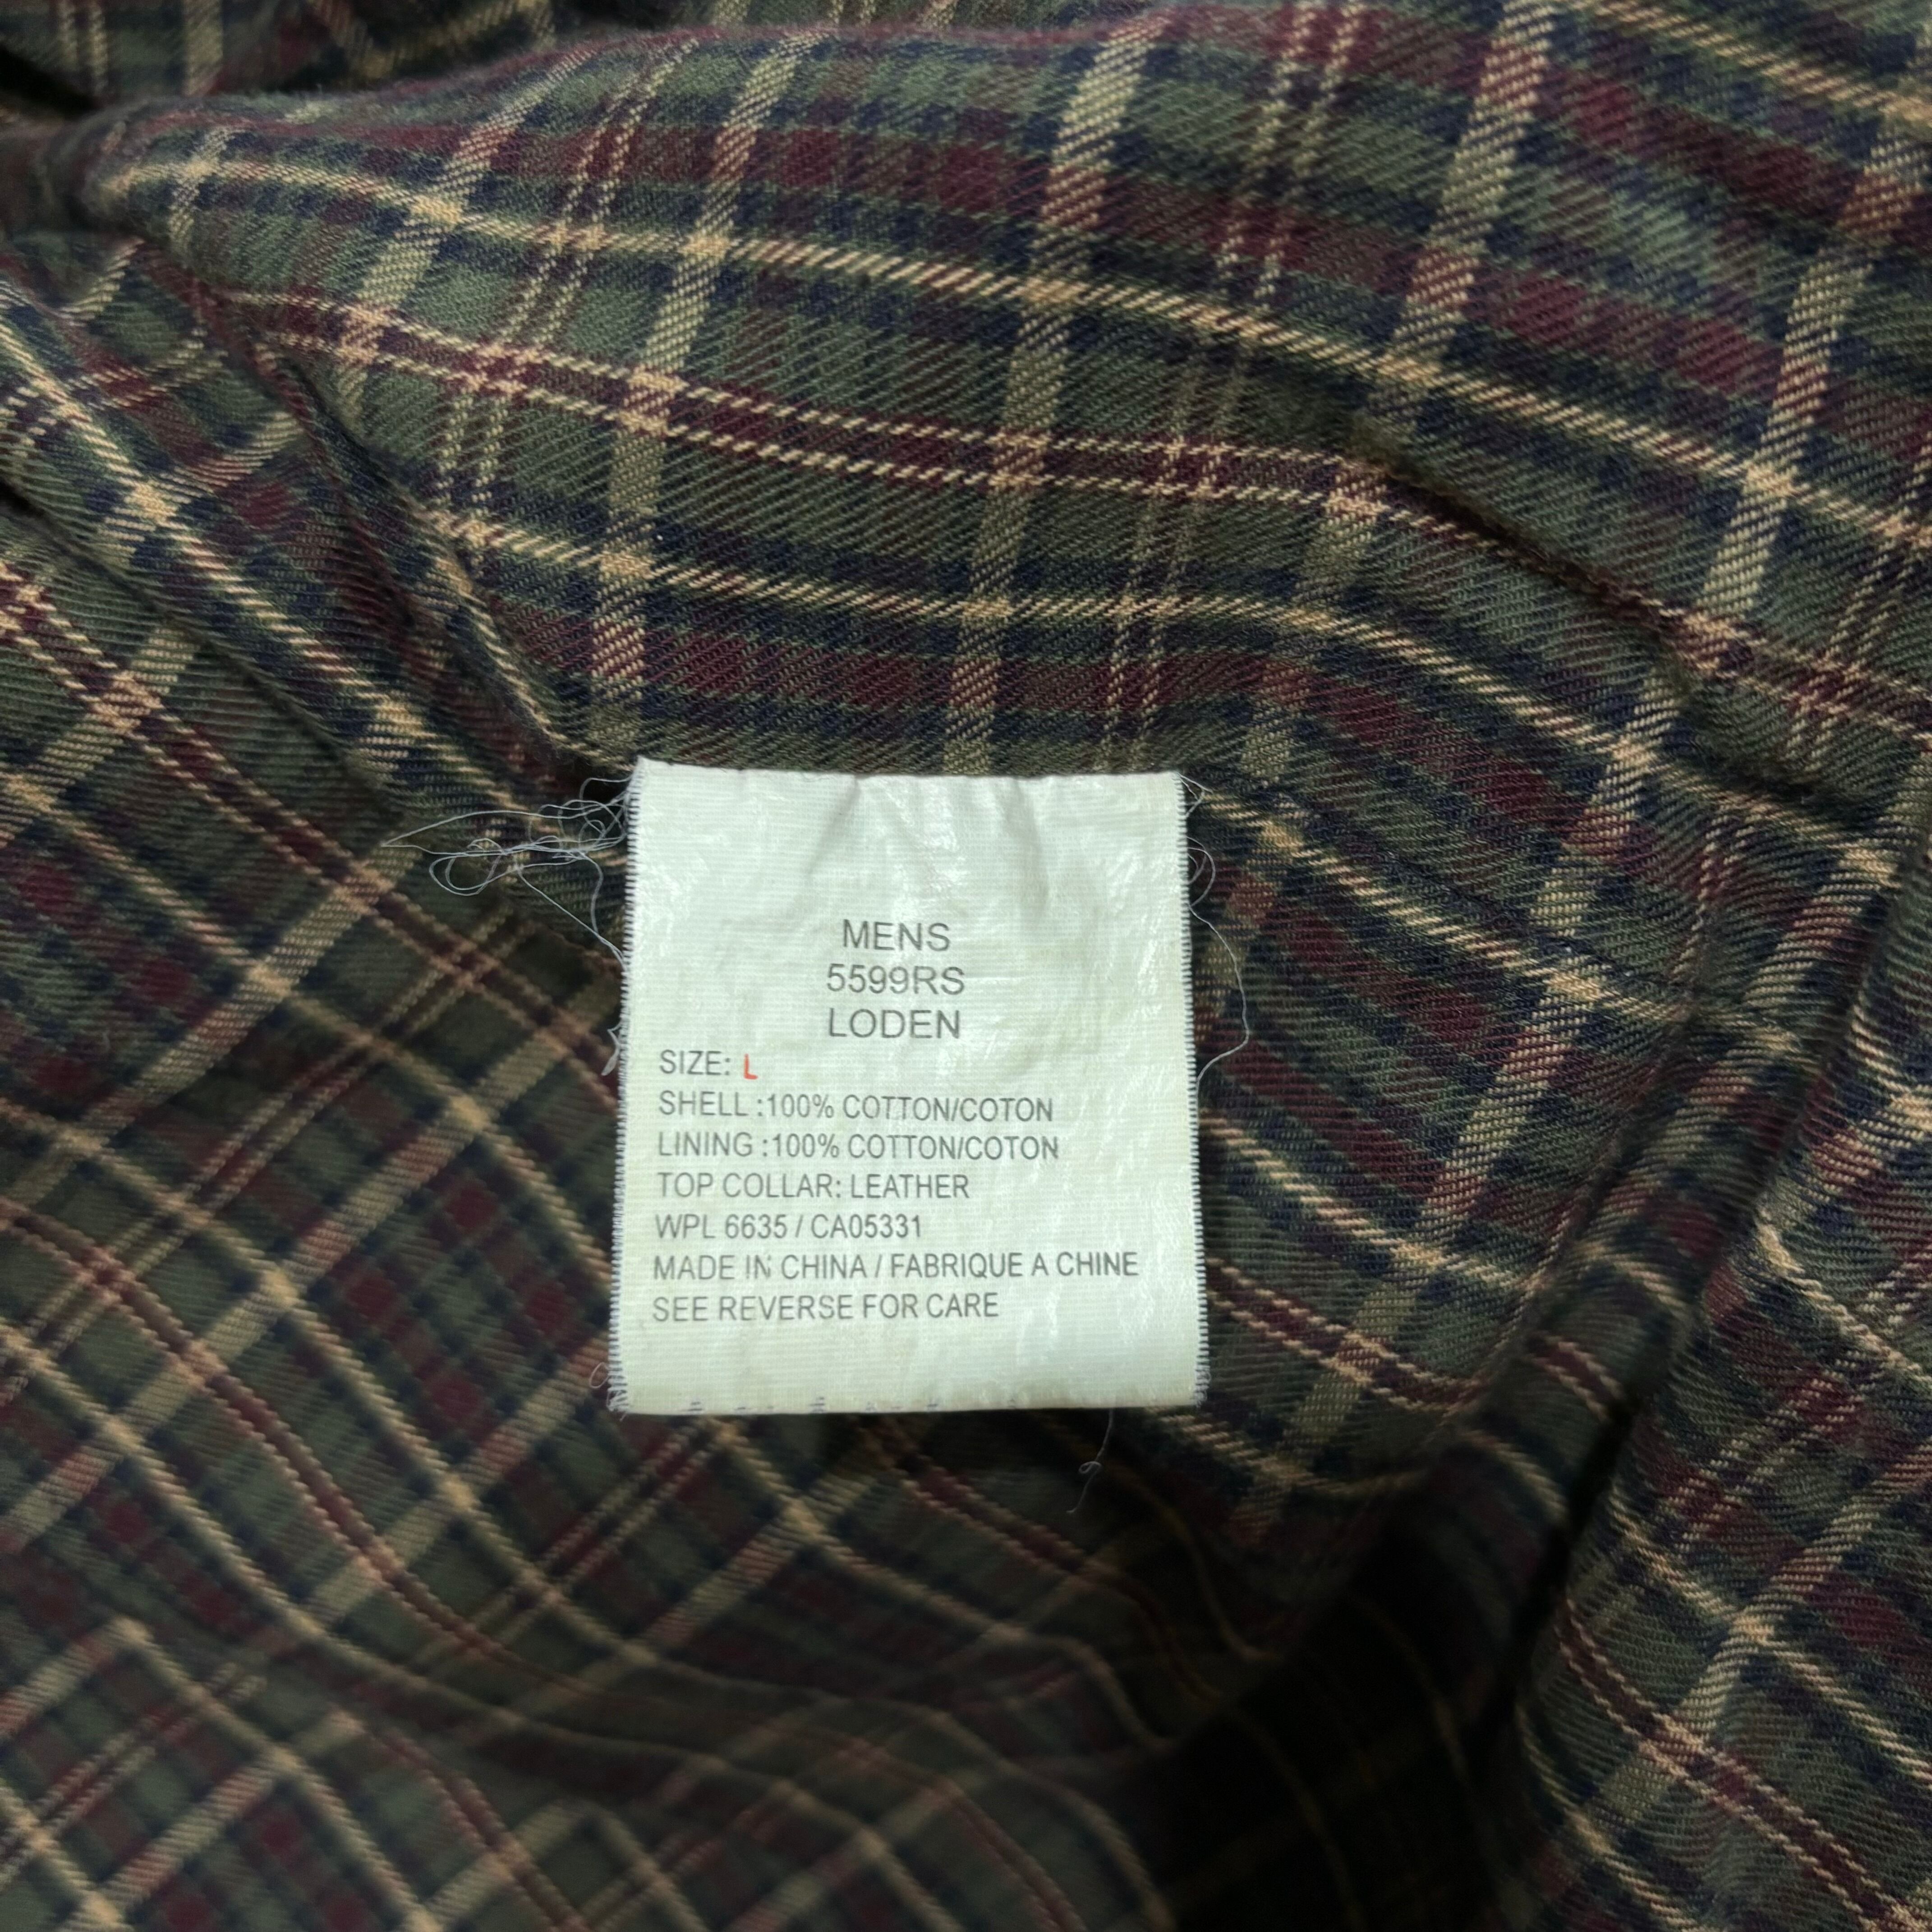 MENS
5599RS
LODEN
SIZE: L
SHELL :100% COTTON/COTON
LINING :100% COTTON/COTON
TOP COLLAR: LEATHER
WPL 6635 / CA05331
MADE IN CHINA / FABRIQUE A CHINE
SEE REVERSE FOR CARE